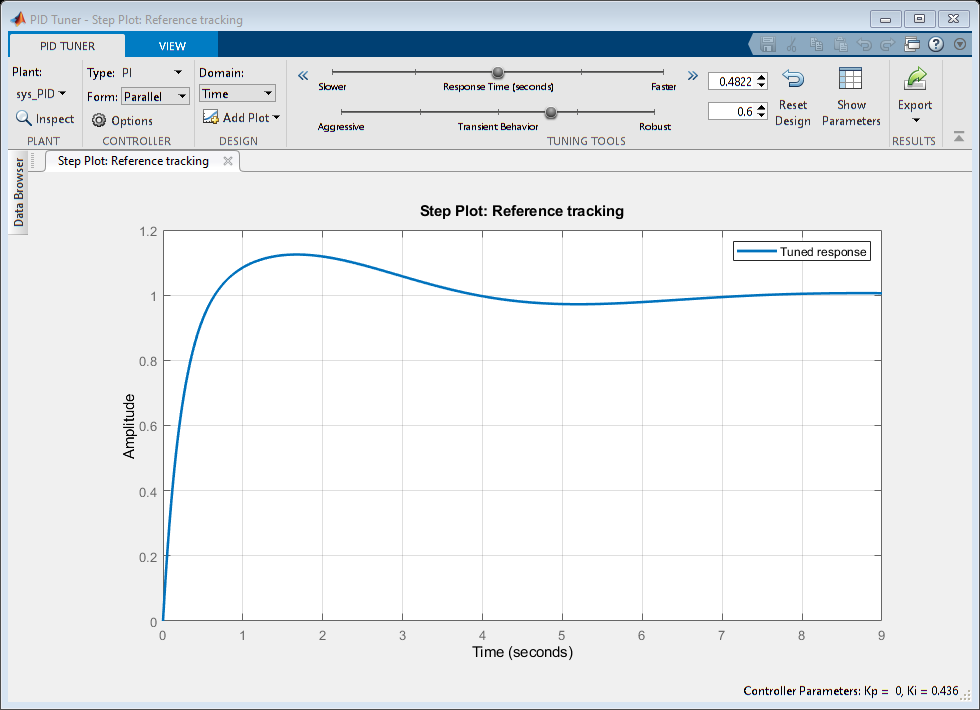 PID Tuner - Step Plot: Reference tracking
PID TUNER VIEW
Plant:
sys_PID
Inspect
PLANT
Type: PI
Form: Parallel
Options
CONTROLLER
Domain:
Time
Add Plot
DESIGN
Slower Response Time (seconds) Faster
0.4822
Aggressive Transient Behavior Robust
0.6
Reset
Design
Show
Parameters
TUNING TOOLS
Export
RESULTS
Data Browser
Step Plot: Reference tracking
Step Plot: Reference tracking
Tuned response
Amplitude
1.2
1
0.8
0.6
0.4
0.2
0
0 1 2 3 4 5 6 7 8 9
Time (seconds)
Controller Parameters: Kp = 0, Ki = 0.436